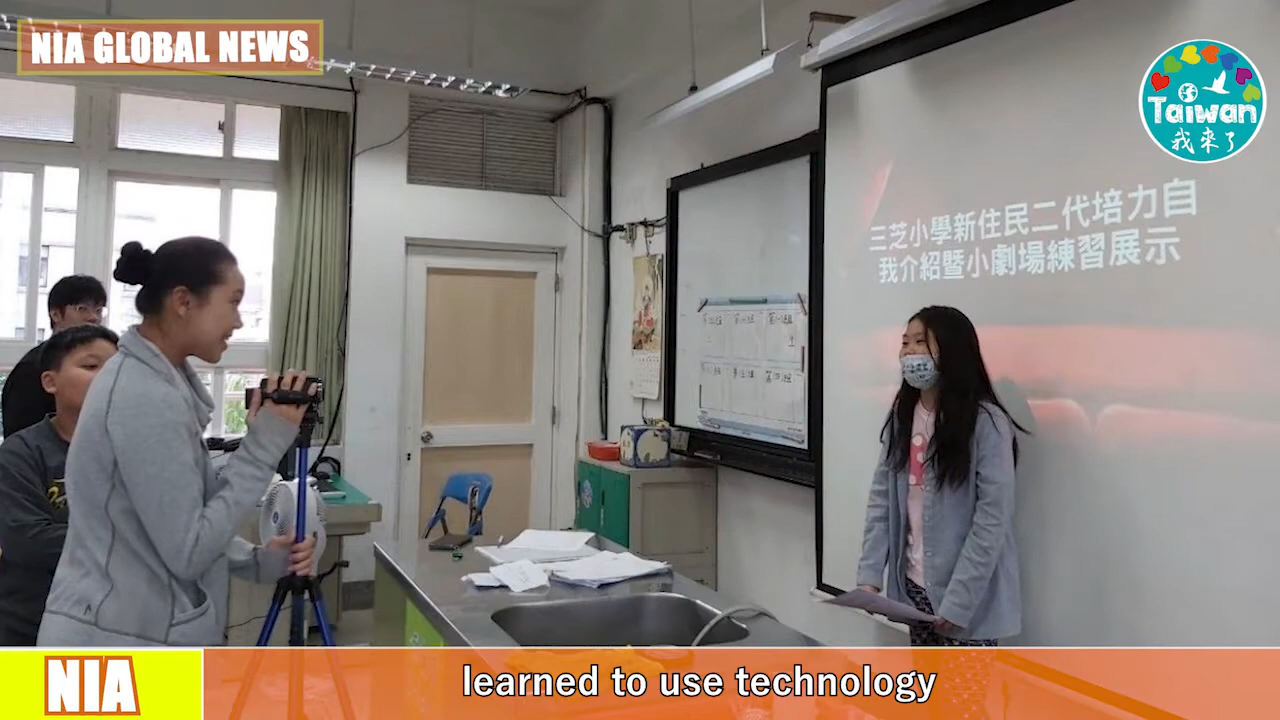 NIA GLOBAL NEWS
Taiwan
我來了
三芝小學新住民二代培力自
我介紹暨小劇場練習展示
NIA
learned to use technology